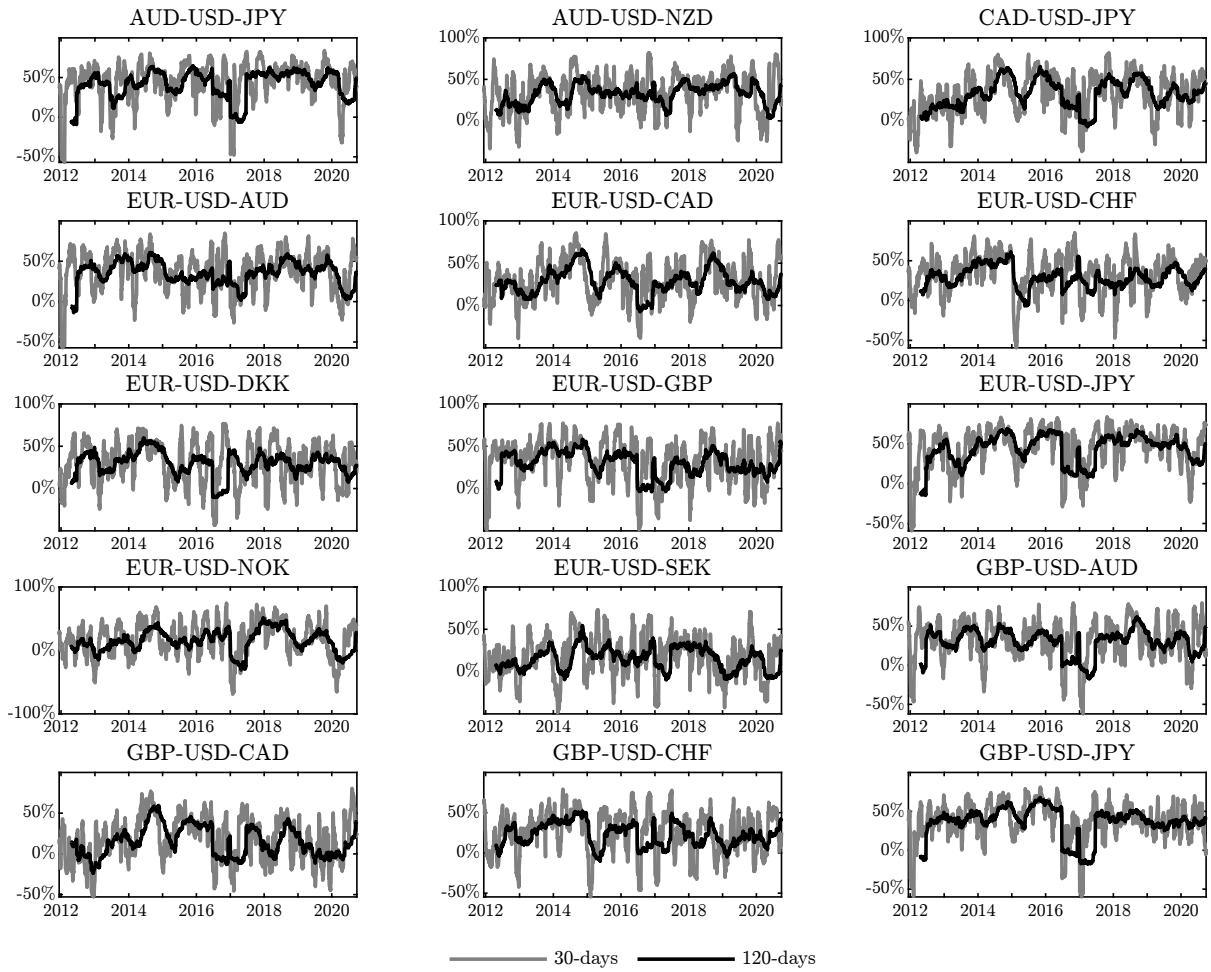 AUD-USD-JPY AUD-USD-NZD CAD-USD-JPY
100% 100%
50% 50% 50%
0% 0% 0%
-50%
2012 2014 2016 2018 2020 2012 2014 2016 2018 2020 2012 2014 2016 2018 2020
EUR-USD-AUD EUR-USD-CAD EUR-USD-CHF
100%
50% 50% 50%
0% 0% 0%
-50% -50%
2012 2014 2016 2018 2020 2012 2014 2016 2018 2020 2012 2014 2016 2018 2020
EUR-USD-DKK EUR-USD-GBP EUR-USD-JPY
100% 100%
50% 50% 50%
0% 0% 0%
-50%
2012 2014 2016 2018 2020 2012 2014 2016 2018 2020 2012 2014 2016 2018 2020
EUR-USD-NOK EUR-USD-SEK GBP-USD-AUD
100% 100%
50% 50%
0% 0% 0%
-50%
-100%
2012 2014 2016 2018 2020 2012 2014 2016 2018 2020 2012 2014 2016 2018 2020
GBP-USD-CAD GBP-USD-CHF GBP-USD-JPY
50% 50% 50%
0% 0% 0%
-50% -50% -50%
2012 2014 2016 2018 2020 2012 2014 2016 2018 2020 2012 2014 2016 2018 2020
30-days 120-days